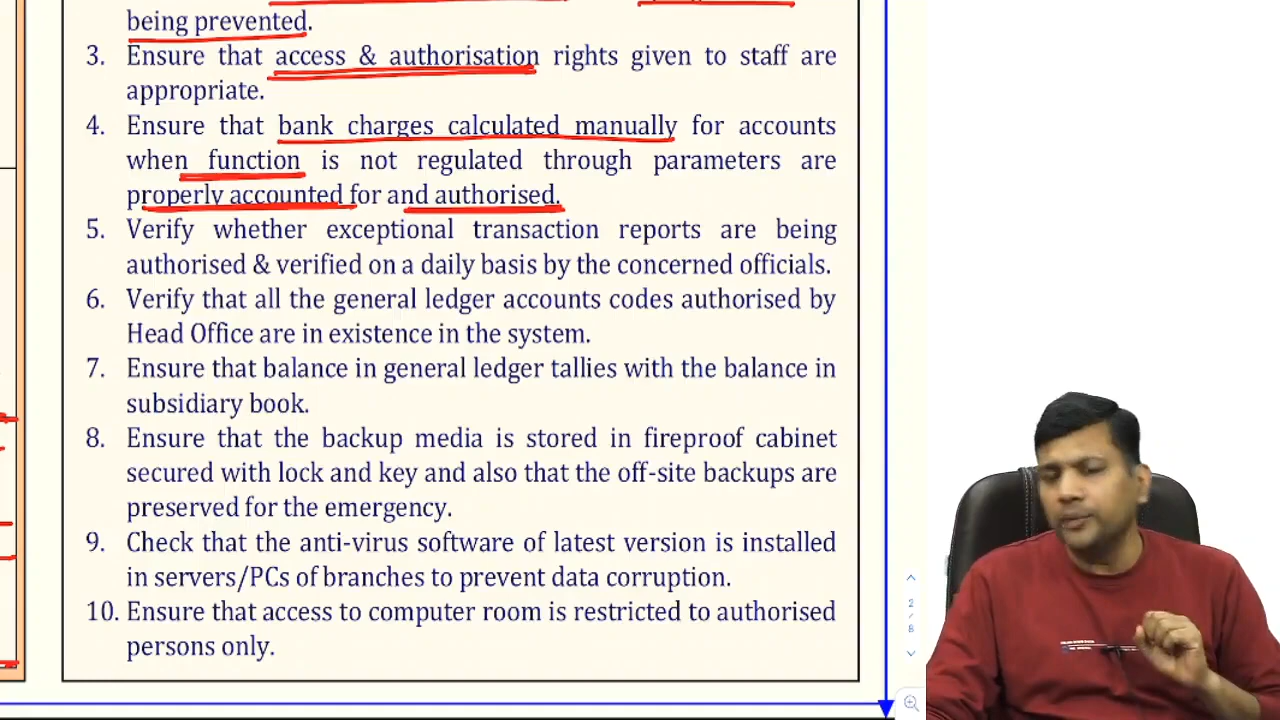 being prevented.
3. Ensure that access & authorisation rights given to staff are
appropriate.
4. Ensure that bank charges calculated manually for accounts
when function is not regulated through parameters are
properly accounted for and authorised.
5. Verify whether exceptional transaction reports are being
authorised & verified on a daily basis by the concerned officials.
6. Verify that all the general ledger accounts codes authorised by
Head Office are in existence in the system.
7. Ensure that balance in general ledger tallies with the balance in
subsidiary book.
8. Ensure that the backup media is stored in fireproof cabinet
secured with lock and key and also that the off-site backups are
preserved for the emergency.
9. Check that the anti-virus software of latest version is installed
in servers/PCs of branches to prevent data corruption.
10. Ensure that access to computer room is restricted to authorised
persons only.
2
/
8